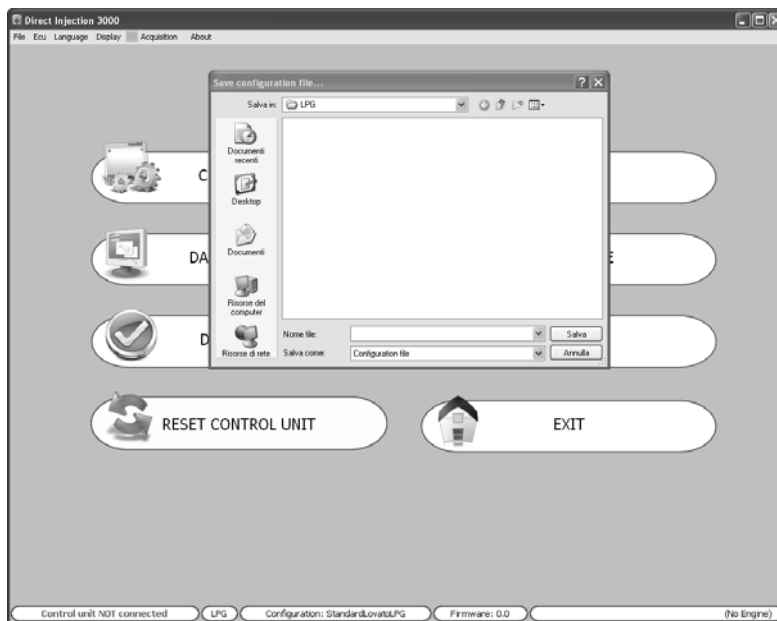 Direct Injection 3000
File Ecu Language Display Acquisition About
Save configuration file...
Salva in: LPG
Documenti
recenti
Desktop
Documenti
Risorse del
computer
Risorse di rete
Nome file: Salva
Salva come: Configuration file Annulla
C
DA E
D
RESET CONTROL UNIT EXIT
Control unit NOT connected LPG Configuration: StandardLovatoLPG Firmware: 0.0 (No Engine)